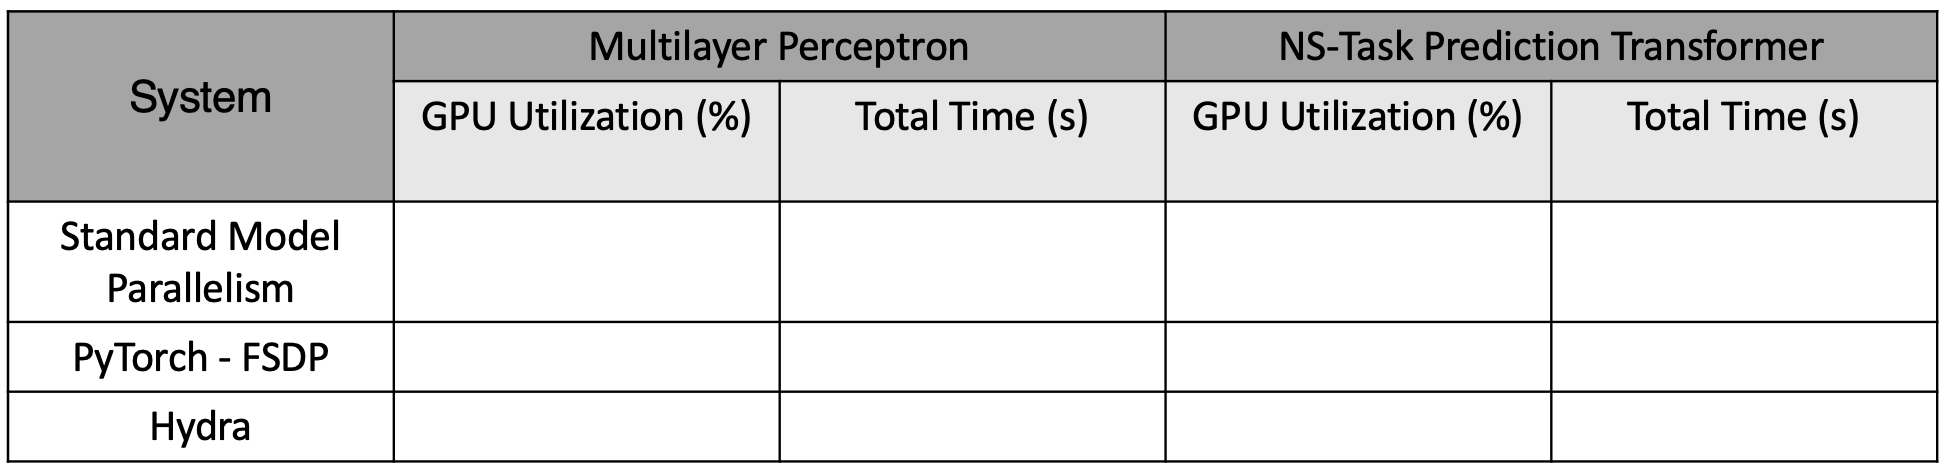 System
Multilayer Perceptron
NS-Task Prediction Transformer
GPU Utilization (%)
Total Time (s)
GPU Utilization (%)
Total Time (s)
Standard Model
Parallelism
PyTorch - FSDP
Hydra